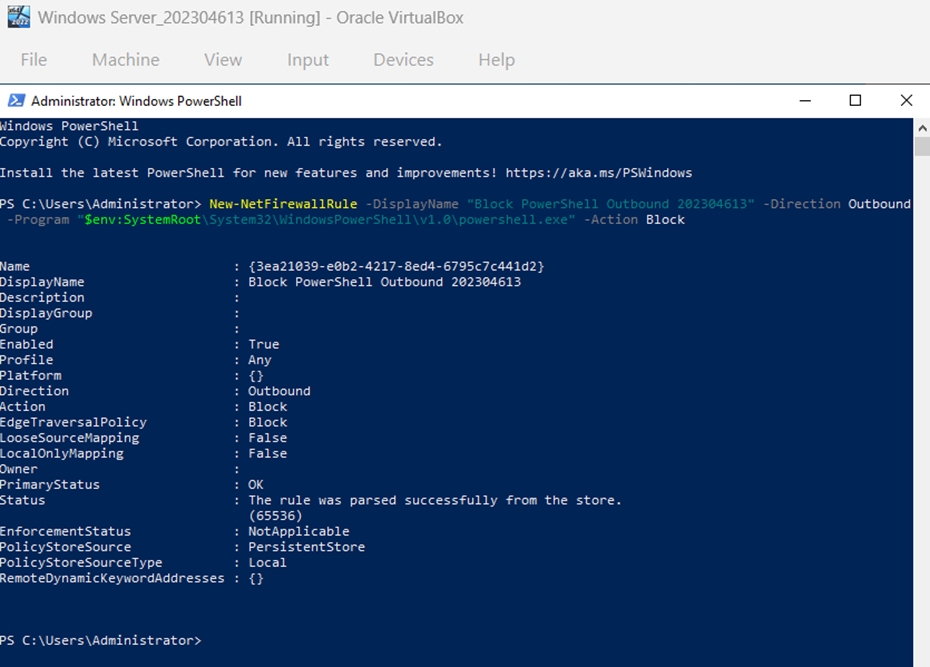 Windows Server_202304613 [Running] - Oracle VirtualBox
File Machine View Input Devices Help
Administrator: Windows PowerShell
Windows PowerShell
Copyright (C) Microsoft Corporation. All rights reserved.
Install the latest PowerShell for new features and improvements! https://aka.ms/PSWindows
PS C:\Users\Administrator> New-NetFirewallRule -DisplayName "Block PowerShell Outbound 202304613" -Direction Outbound
-Program "$env:SystemRoot\System32\WindowsPowerShell\v1.0\powershell.exe" -Action Block
Name : {3ea21039-e0b2-4217-8ed4-6795c7c441d2}
DisplayName : Block PowerShell Outbound 202304613
Description :
DisplayGroup :
Group :
Enabled : True
Profile : Any
Platform : {}
Direction : Outbound
Action : Block
EdgeTraversalPolicy : Block
LooseSourceMapping : False
LocalOnlyMapping : False
Owner :
PrimaryStatus : OK
Status : The rule was parsed successfully from the store.
(65536)
EnforcementStatus : NotApplicable
PolicyStoreSource : PersistentStore
PolicyStoreSourceType : Local
RemoteDynamicKeywordAddresses : {}
PS C:\Users\Administrator>